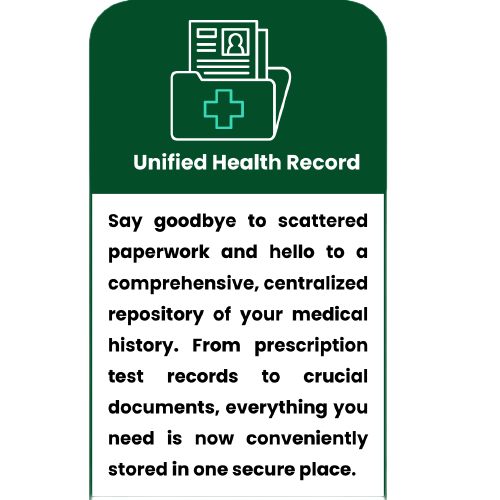 Unified Health Record
Say goodbye to scattered
paperwork and hello to a
comprehensive, centralized
repository of your medical
history. From prescription
test records to crucial
documents, everything you
need is now conveniently
stored in one secure place.